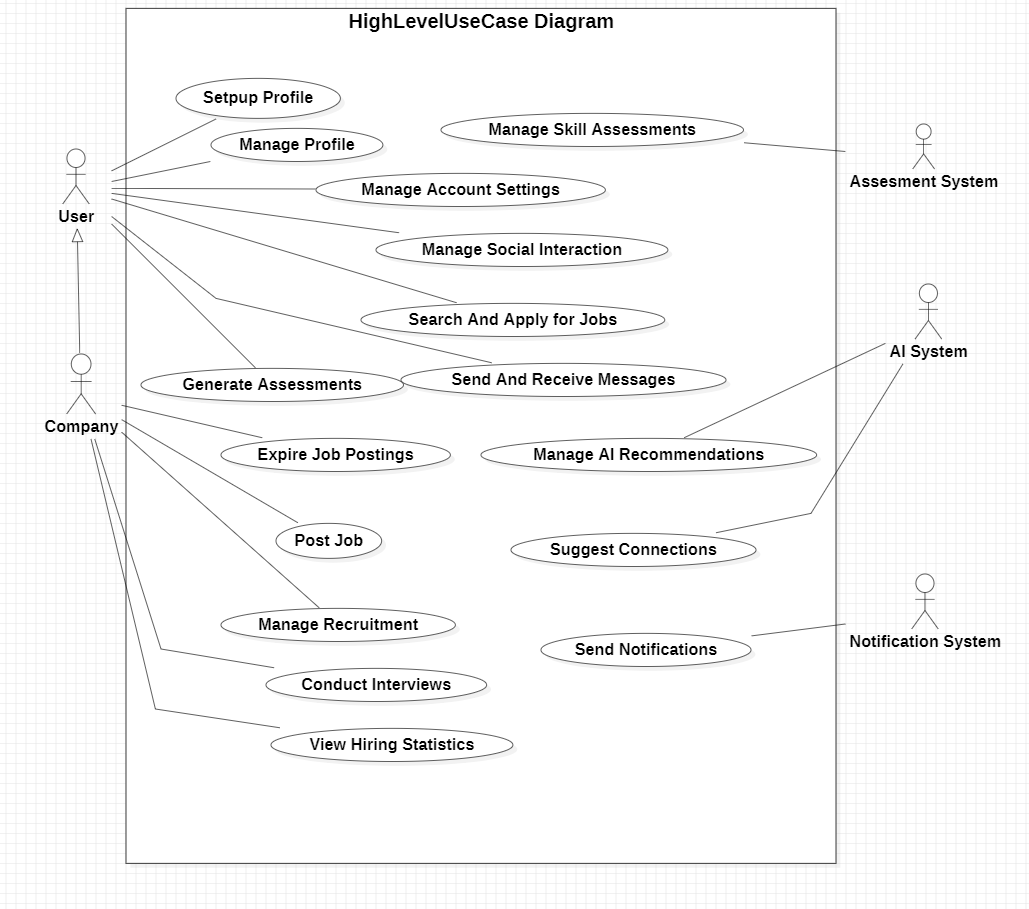 HighLevelUseCase Diagram
Setpup Profile
Manage Skill Assessments
Manage Profile
Assesment System
Manage Account Settings
User
Manage Social Interaction
Search And Apply for Jobs
AI System
Send And Receive Messages
Generate Assessments
Company
Expire Job Postings
Manage AI Recommendations
Post Job
Suggest Connections
Manage Recruitment
Notification System
Send Notifications
Conduct Interviews
View Hiring Statistics